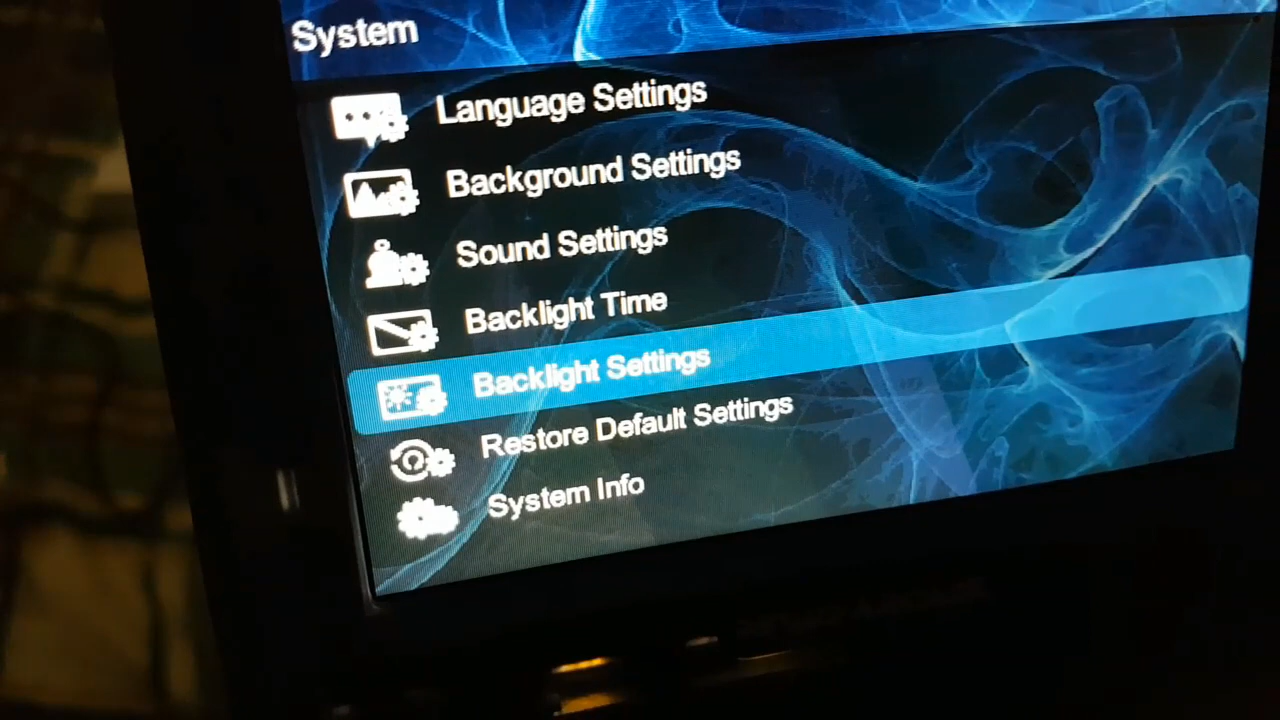 System
Language Settings
Background Settings
Sound Settings
Backlight Time
Backlight Settings
Restore Default Settings
System Info